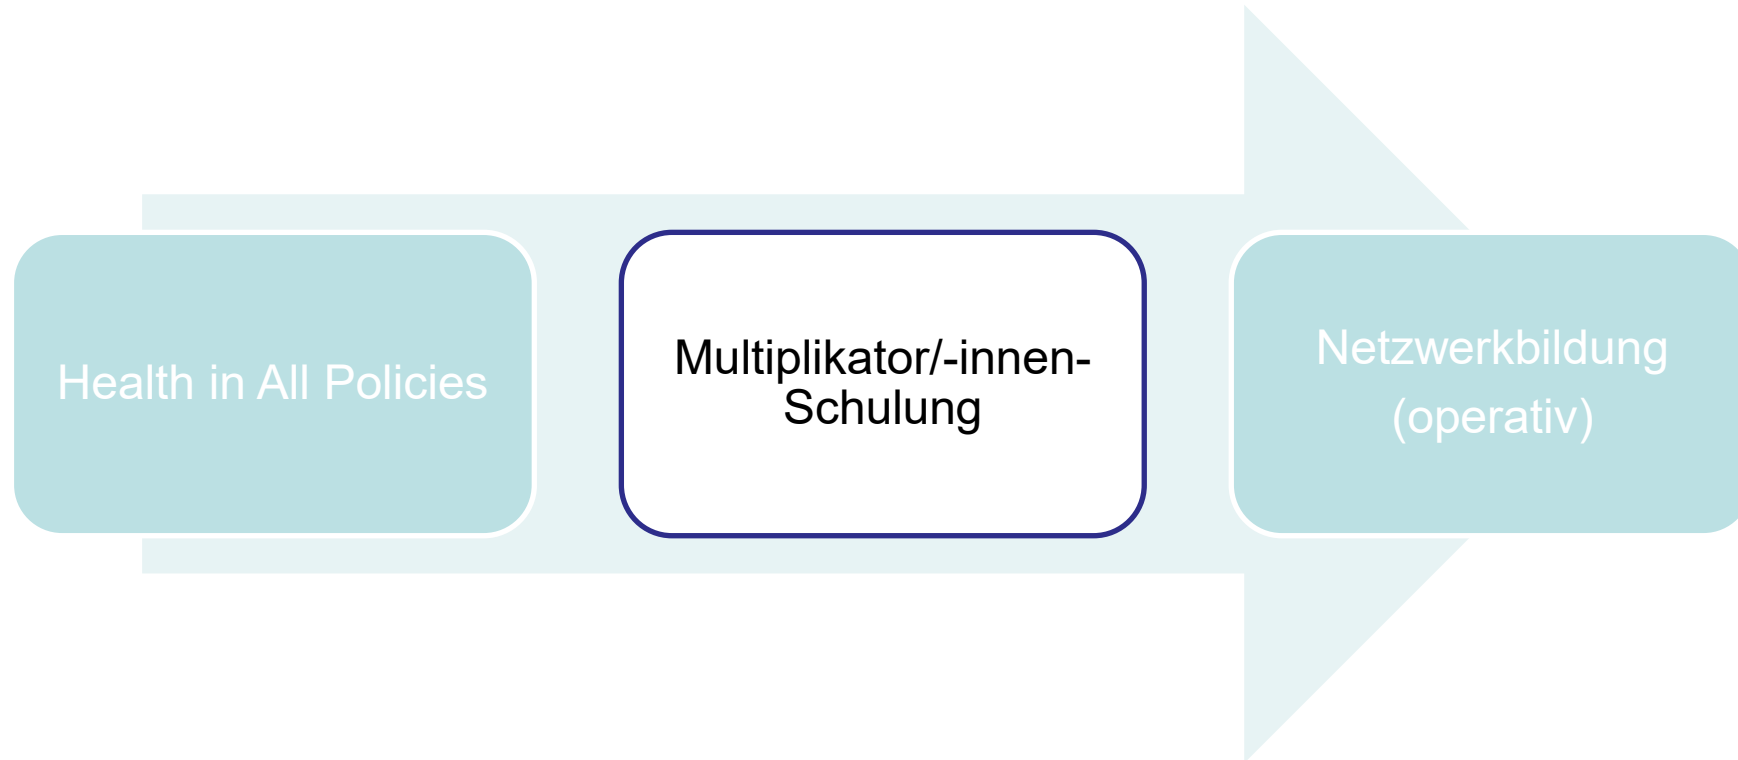 Health in All Policies
Multiplikator/-innen-
Schulung
Netzwerkbildung
(operativ)